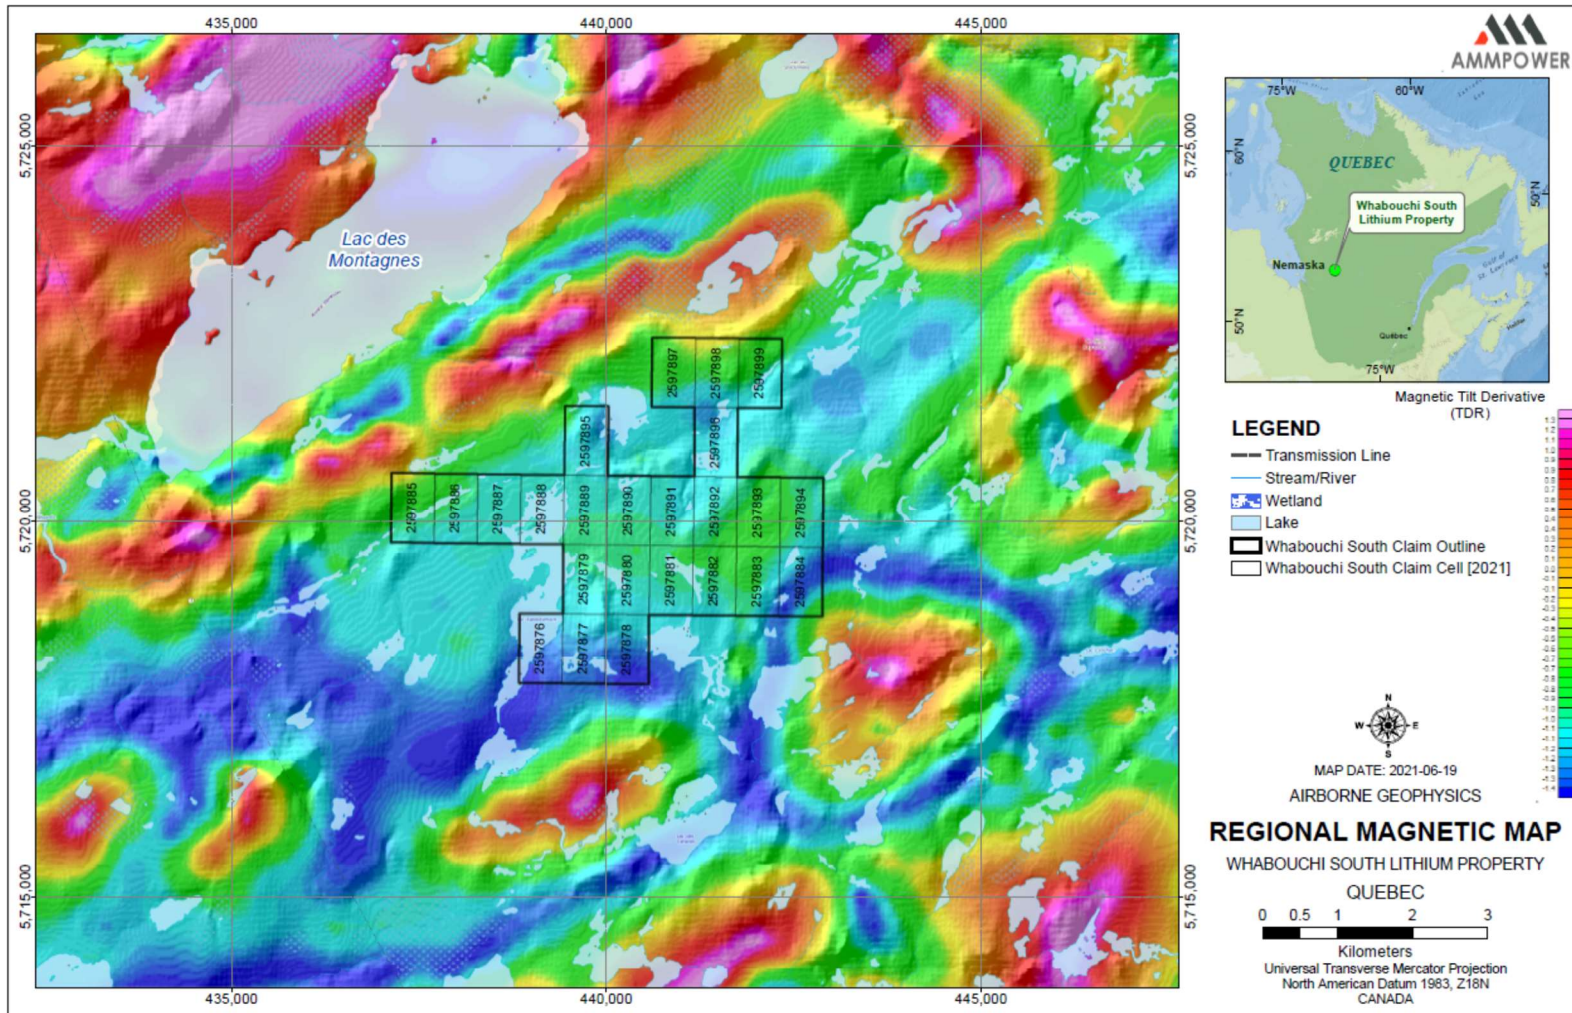 435,000
440,000
445,000
AMMPOWER
5,725,000
5,725,000
Lac des
Montagnes
2597897
2597898
2597899
2597895
2597896
2597885
2597886
2597887
2597888
2597889
2597890
2597891
2597892
2597893
2597894
5,720,000
5,720,000
2597879
2597880
2597881
2597882
2597883
2597884
2597876
2597877
2597878
5,715,000
5,715,000
435,000
440,000
445,000
75°W
60°W
60°N
50°N
QUEBEC
Whabouchi South
Lithium Property
Nemaska
Gulf of
St. Lawrence
Québec
Halifax
50°N
75°W
Magnetic Tilt Derivative
(TDR)
LEGEND
Transmission Line
Stream/River
Wetland
Lake
Whabouchi South Claim Outline
Whabouchi South Claim Cell [2021]
N
W
E
S
MAP DATE: 2021-06-19
AIRBORNE GEOPHYSICS
REGIONAL MAGNETIC MAP
WHABOUCHI SOUTH LITHIUM PROPERTY
QUEBEC
0 0.5 1 2 3
Kilometers
Universal Transverse Mercator Projection
North American Datum 1983, Z18N
CANADA